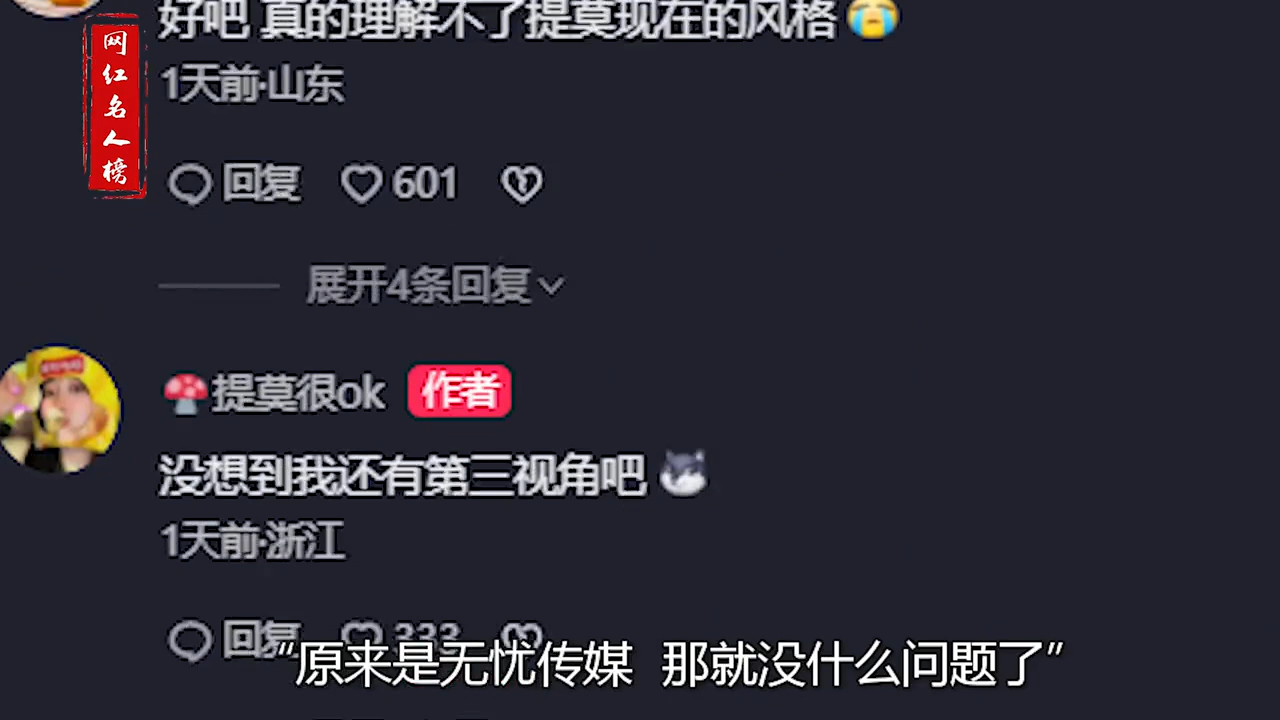 好吧 真的理解不了提莫现在的风格
网红名人榜
1天前·山东
回复 601
展开4条回复
提莫很ok 作者
没想到我还有第三视角吧
1天前·浙江
回复 333
“原来是无忧传媒 那就没什么问题了”